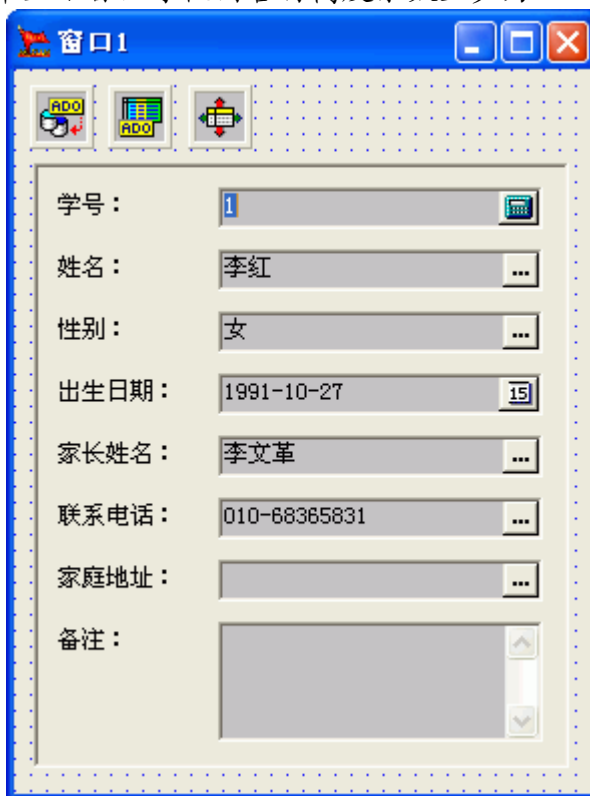 窗口1
ADO
ADO
学号： 1
姓名： 李红 ...
性别： 女 ...
出生日期： 1991-10-27 15
家长姓名： 李文革 ...
联系电话： 010-68365831 ...
家庭地址： ...
备注：